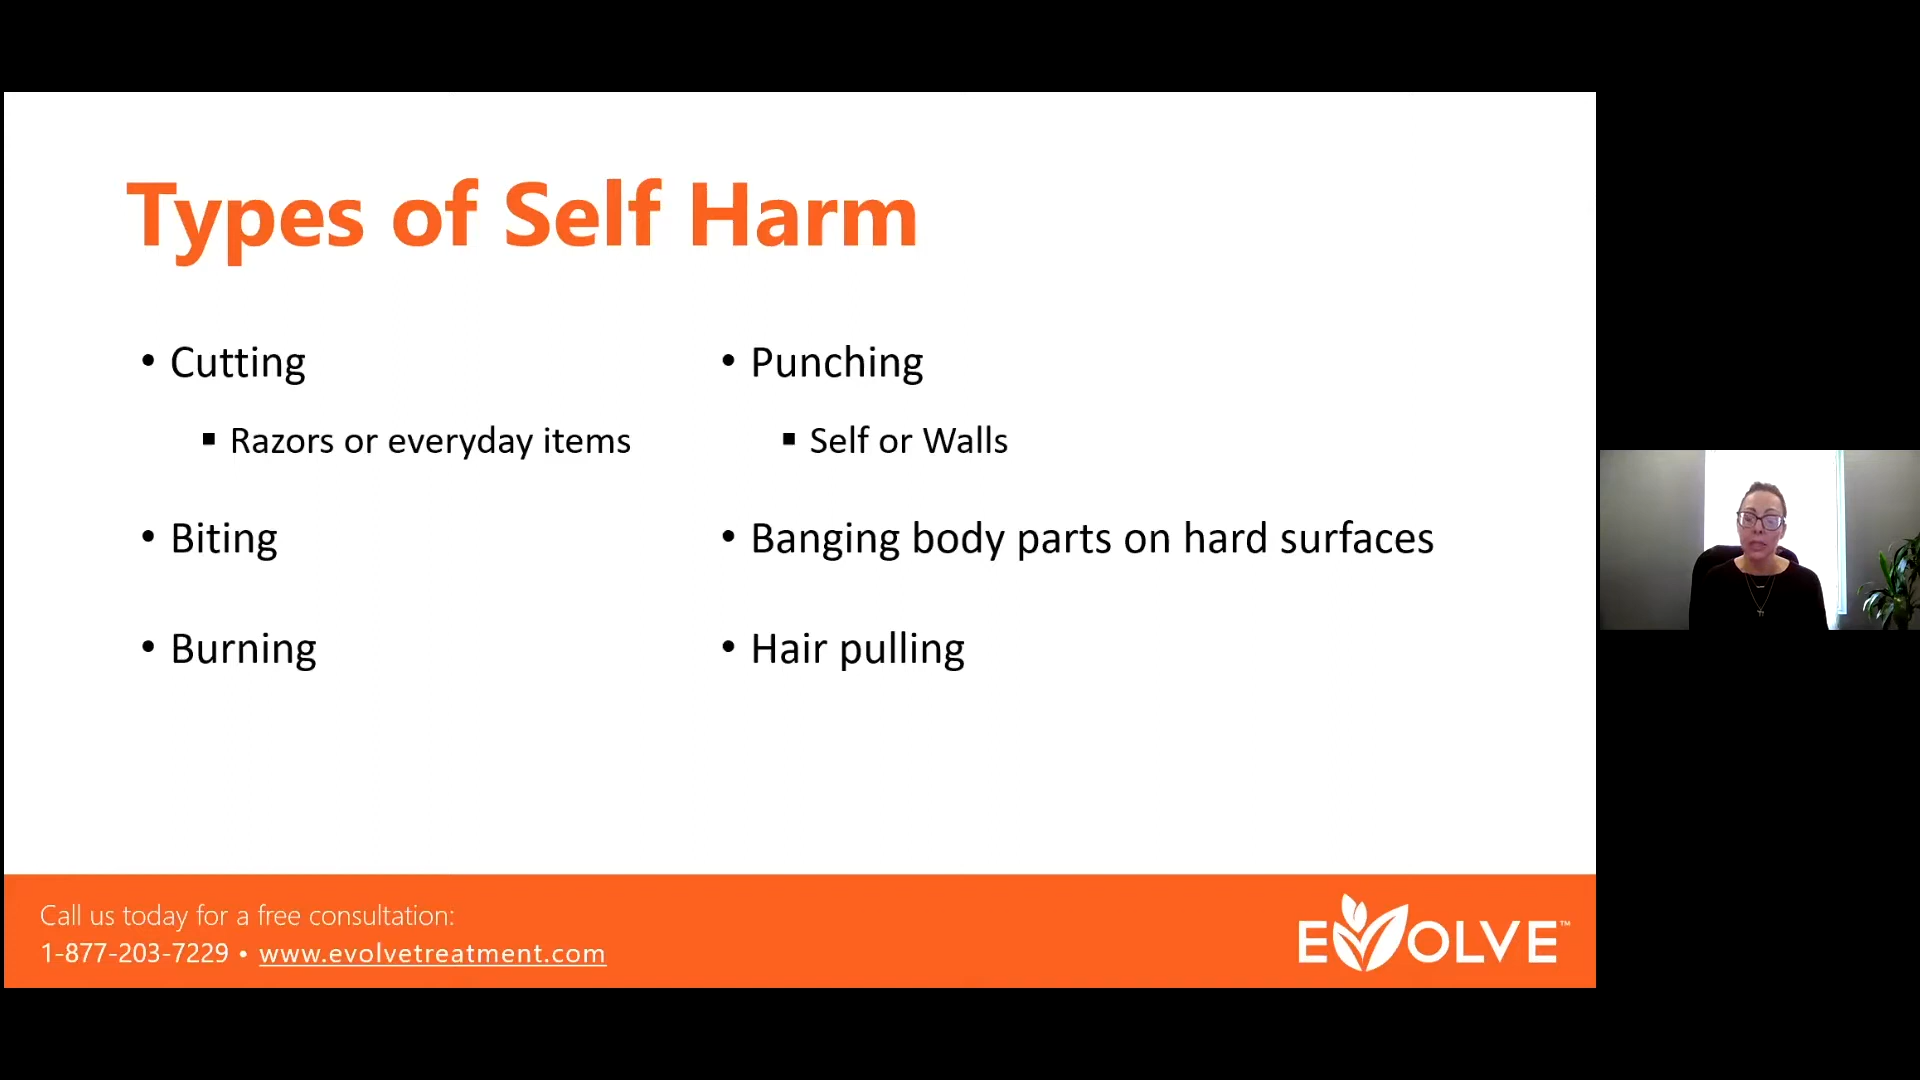 Types of Self Harm
• Cutting
▪ Razors or everyday items
• Biting
• Burning
• Punching
▪ Self or Walls
• Banging body parts on hard surfaces
• Hair pulling
Call us today for a free consultation:
1-877-203-7229 • www.evolvetreatment.com
EVOLVE™